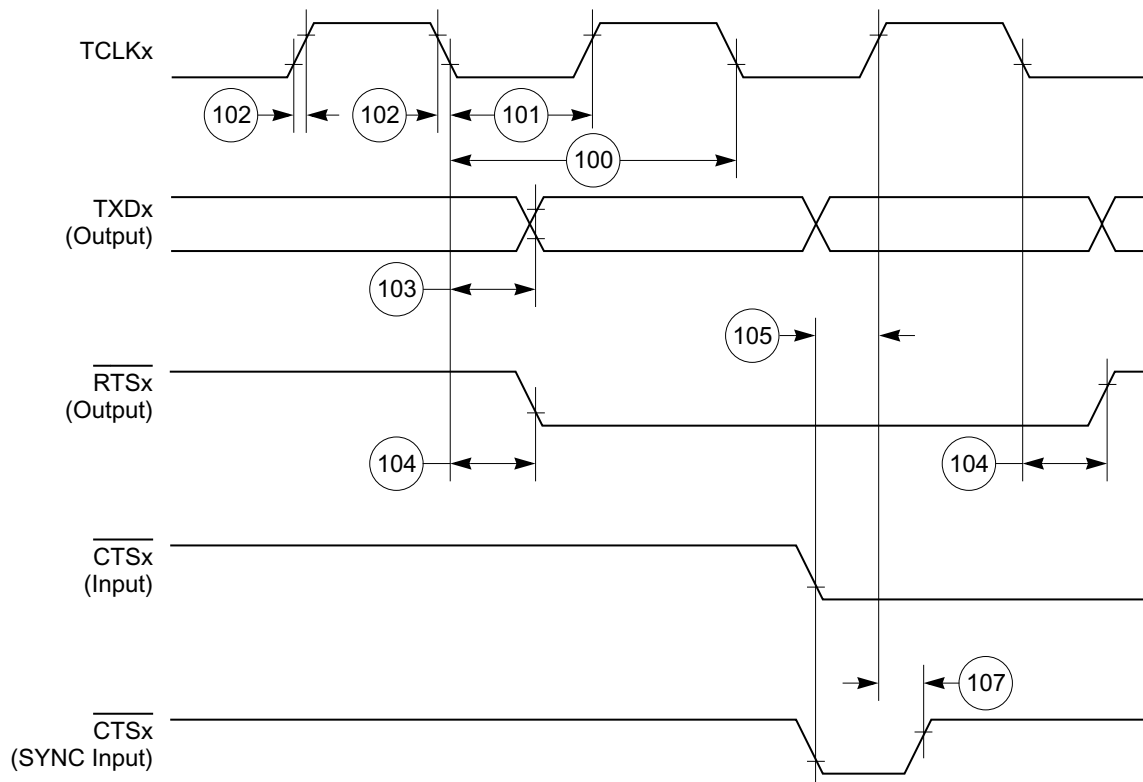 TCLKx
102
102
101
100
TXDx
(Output)
103
105
RTSx
(Output)
104
104
CTSx
(Input)
107
CTSx
(SYNC Input)